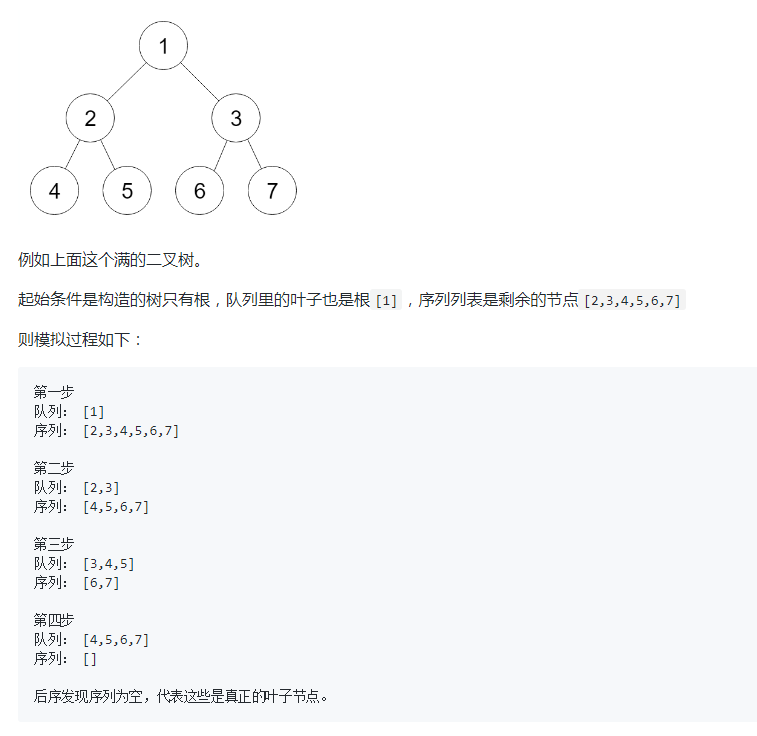 1
2 3
4 5 6 7
例如上面这个满的二叉树。
起始条件是构造的树只有根，队列里的叶子也是根[1]，序列列表是剩余的节点[2,3,4,5,6,7]
则模拟过程如下：
第一步
队列： [1]
序列： [2,3,4,5,6,7]
第二步
队列： [2,3]
序列： [4,5,6,7]
第三步
队列： [3,4,5]
序列： [6,7]
第四步
队列： [4,5,6,7]
序列： []
后序发现序列为空，代表这些是真正的叶子节点。